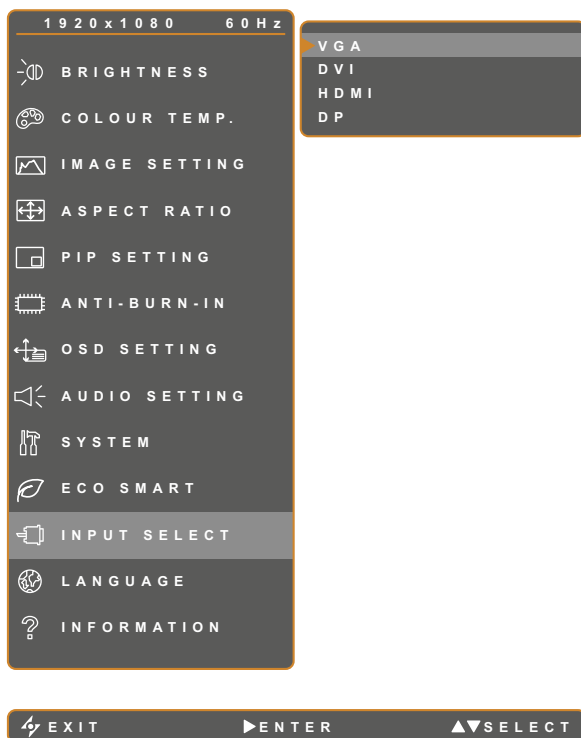 1920x1080 60Hz
BRIGHTNESS
COLOUR TEMP.
IMAGE SETTING
ASPECT RATIO
PIP SETTING
ANTI-BURN-IN
OSD SETTING
AUDIO SETTING
SYSTEM
ECO SMART
INPUT SELECT
LANGUAGE
INFORMATION
VGA
DVI
HDMI
DP
EXIT ▶ENTER ▲▼SELECT